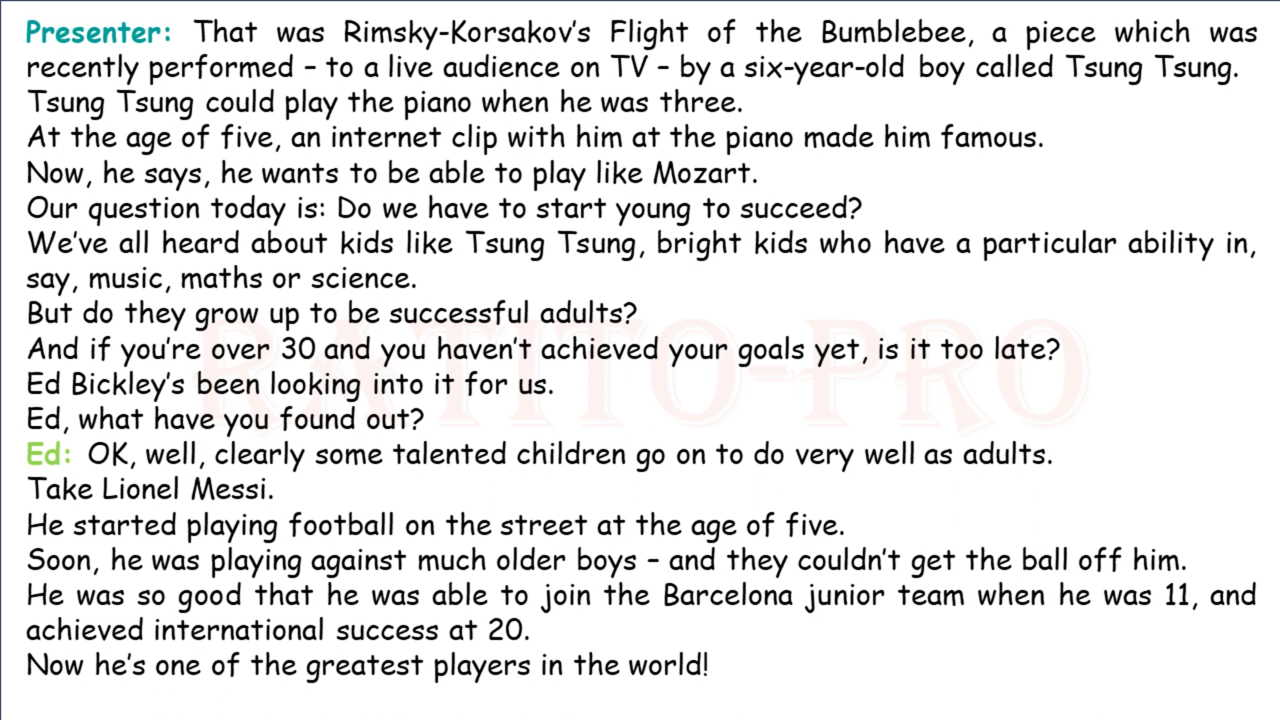 Presenter: That was Rimsky-Korsakov's Flight of the Bumblebee, a piece which was
recently performed – to a live audience on TV – by a six-year-old boy called Tsung Tsung.
Tsung Tsung could play the piano when he was three.
At the age of five, an internet clip with him at the piano made him famous.
Now, he says, he wants to be able to play like Mozart.
Our question today is: Do we have to start young to succeed?
We've all heard about kids like Tsung Tsung, bright kids who have a particular ability in,
say, music, maths or science.
But do they grow up to be successful adults?
And if you're over 30 and you haven't achieved your goals yet, is it too late?
RATITO-PRO
Ed Bickley's been looking into it for us.
Ed, what have you found out?
Ed: OK, well, clearly some talented children go on to do very well as adults.
Take Lionel Messi.
He started playing football on the street at the age of five.
Soon, he was playing against much older boys – and they couldn't get the ball off him.
He was so good that he was able to join the Barcelona junior team when he was 11, and
achieved international success at 20.
Now he's one of the greatest players in the world!